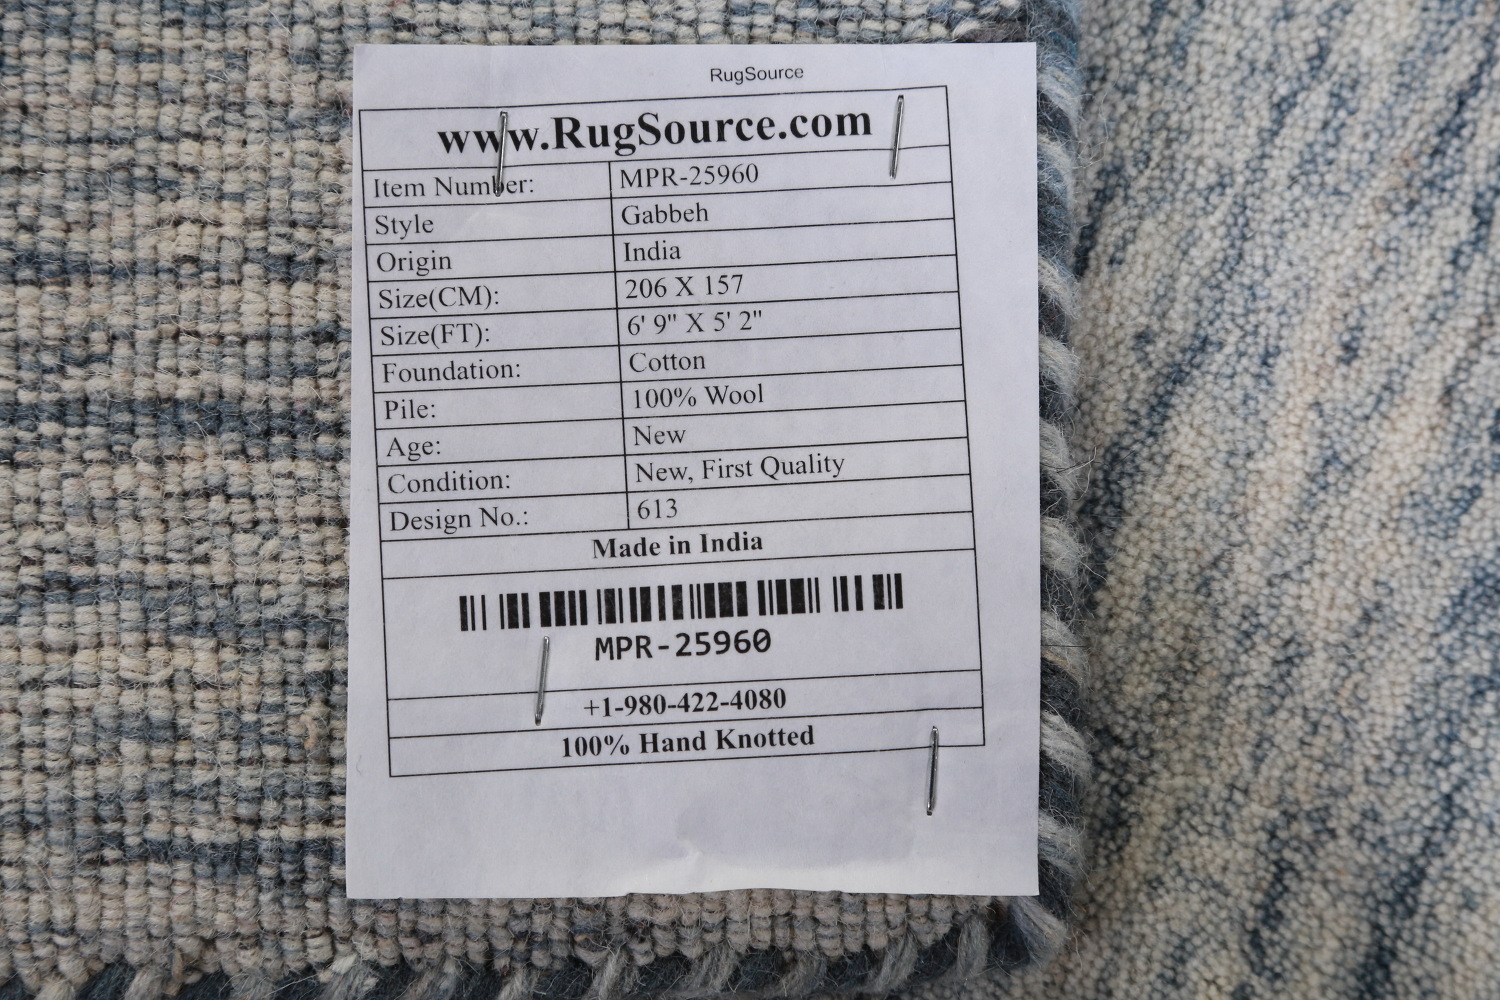 RugSource
www.RugSource.com
Item Number: MPR-25960
Style Gabbeh
Origin India
Size(CM): 206 X 157
Size(FT): 6' 9" X 5' 2"
Foundation: Cotton
Pile: 100% Wool
Age: New
Condition: New, First Quality
Design No.: 613
Made in India
MPR-25960
+1-980-422-4080
100% Hand Knotted